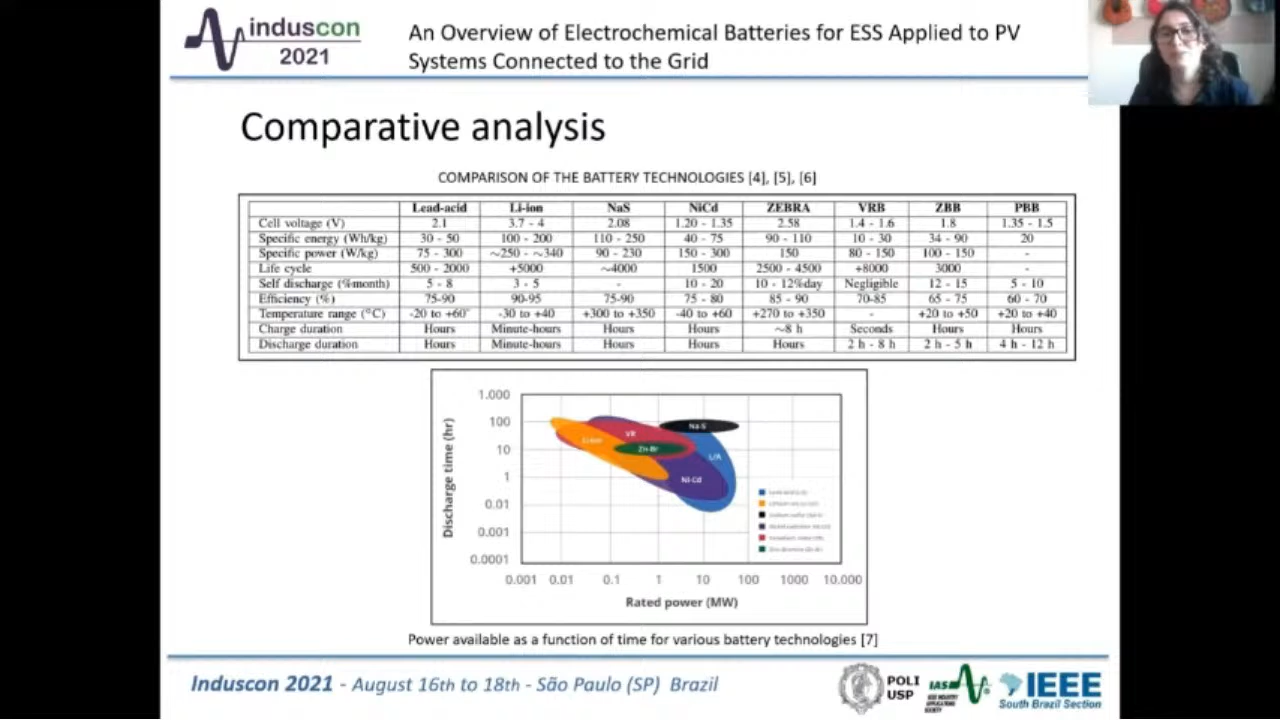 induscon
2021
An Overview of Electrochemical Batteries for ESS Applied to PV
Systems Connected to the Grid
Comparative analysis
COMPARISON OF THE BATTERY TECHNOLOGIES [4], [5], [6]
Lead-acid Li-ion NaS NiCd ZEBRA VRB ZBB PBB
Cell voltage (V) 2.1 3.7 - 4 2.08 1.20 - 1.35 2.58 1.4 - 1.6 1.8 1.35 - 1.5
Specific energy (Wh/kg) 30 - 50 100 - 200 110 - 250 40 - 75 90 - 110 10 - 30 34 - 90 20
Specific power (W/kg) 75 - 300 ~250 - ~340 90 - 230 150 - 300 150 80 - 150 100 - 150 -
Life cycle 500 - 2000 +5000 ~4000 1500 2500 - 4500 +8000 3000 -
Self discharge (%month) 5 - 8 3 - 5 - 10 - 20 10 - 12%day Negligible 12 - 15 5 - 10
Efficiency (%) 75-90 90-95 75-90 75 - 80 85 - 90 70-85 65 - 75 60 - 70
Temperature range (°C) -20 to +60 -30 to +40 +300 to +350 -40 to +60 +270 to +350 - +20 to +50 +20 to +40
Charge duration Hours Minute-hours Hours Hours ~8 h Seconds Hours Hours
Discharge duration Hours Minute-hours Hours Hours Hours 2 h - 8 h 2 h - 5 h 4 h - 12 h
Discharge time (hr)
1.000
100
10
1
0.01
0.001
0.0001
Na-S
VR
Li-ion
Zn-Br
L/A
Ni-Cd
0.001 0.01 0.1 1 10 100 1000 10.000
Rated power (MW)
Power available as a function of time for various battery technologies [7]
Induscon 2021 - August 16th to 18th - São Paulo (SP) Brazil
POLI
USP
IAS
IEEE INDUSTRY
APPLICATIONS
SOCIETY
IEEE
South Brazil Section